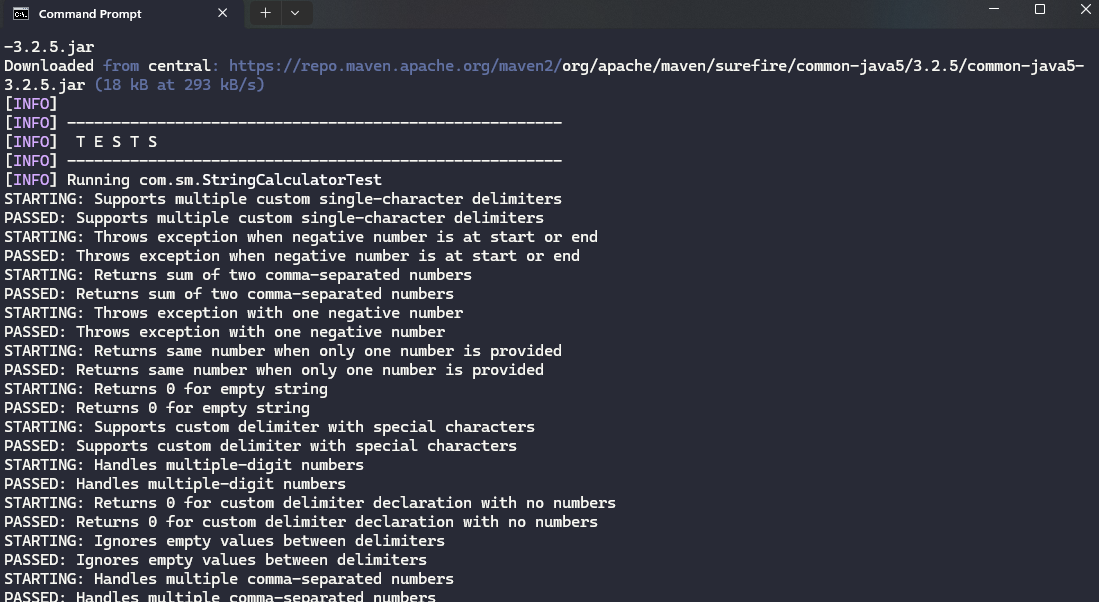 Command Prompt
-3.2.5.jar
Downloaded from central: https://repo.maven.apache.org/maven2/org/apache/maven/surefire/common-java5/3.2.5/common-java5-
3.2.5.jar (18 kB at 293 kB/s)
[INFO]
[INFO] -------------------------------------------------------
[INFO]  T E S T S
[INFO] -------------------------------------------------------
[INFO] Running com.sm.StringCalculatorTest
STARTING: Supports multiple custom single-character delimiters
PASSED: Supports multiple custom single-character delimiters
STARTING: Throws exception when negative number is at start or end
PASSED: Throws exception when negative number is at start or end
STARTING: Returns sum of two comma-separated numbers
PASSED: Returns sum of two comma-separated numbers
STARTING: Throws exception with one negative number
PASSED: Throws exception with one negative number
STARTING: Returns same number when only one number is provided
PASSED: Returns same number when only one number is provided
STARTING: Returns 0 for empty string
PASSED: Returns 0 for empty string
STARTING: Supports custom delimiter with special characters
PASSED: Supports custom delimiter with special characters
STARTING: Handles multiple-digit numbers
PASSED: Handles multiple-digit numbers
STARTING: Returns 0 for custom delimiter declaration with no numbers
PASSED: Returns 0 for custom delimiter declaration with no numbers
STARTING: Ignores empty values between delimiters
PASSED: Ignores empty values between delimiters
STARTING: Handles multiple comma-separated numbers
PASSED: Handles multiple comma-separated numbers